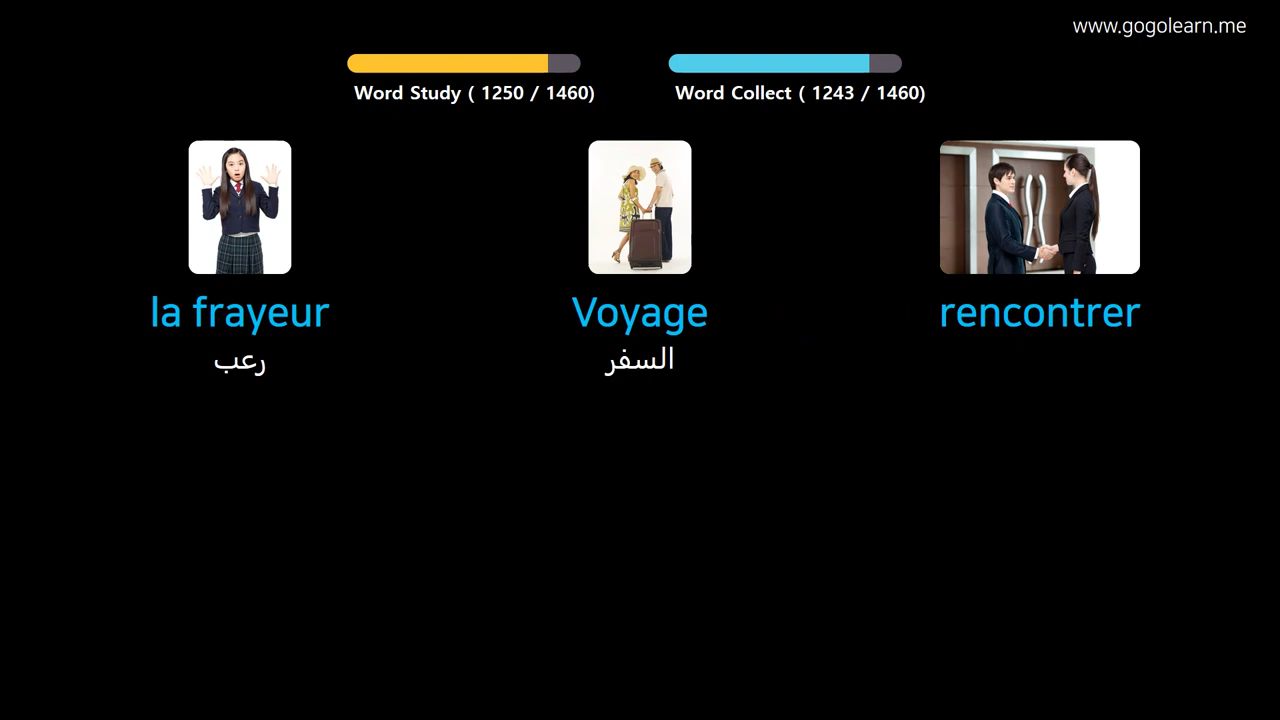 www.gogolearn.me
Word Study ( 1250 / 1460)
Word Collect ( 1243 / 1460)
la frayeur
رعب
Voyage
السفر
rencontrer